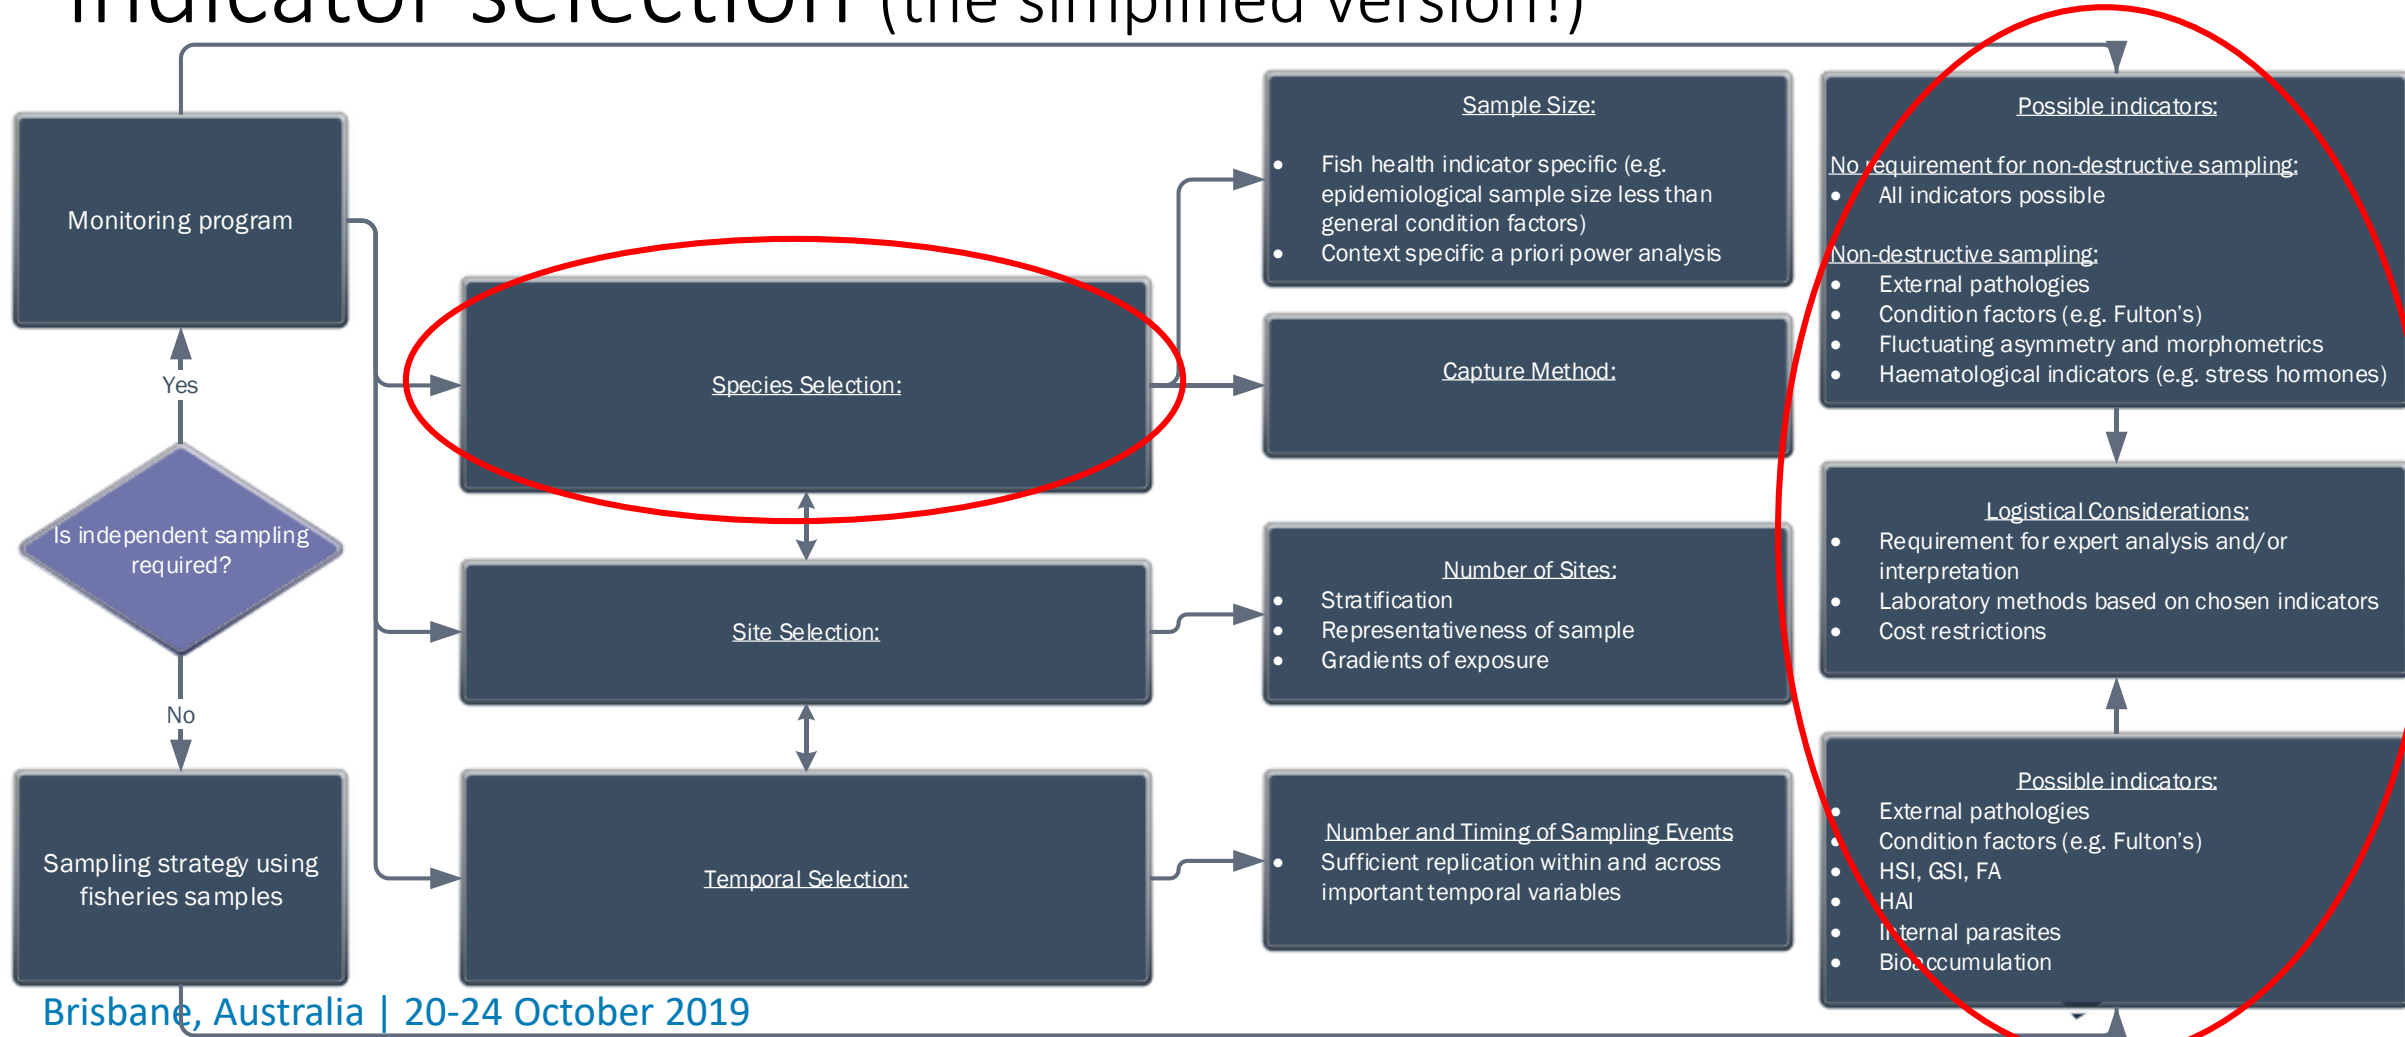 Indicator selection (the simplified version!)
Monitoring program
Yes
Is independent sampling
required?
No
Sampling strategy using
fisheries samples
Species Selection:
Site Selection:
Temporal Selection:
Sample Size:
• Fish health indicator specific (e.g.
epidemiological sample size less than
general condition factors)
• Context specific a priori power analysis
Capture Method:
Number of Sites:
• Stratification
• Representativeness of sample
• Gradients of exposure
Number and Timing of Sampling Events
• Sufficient replication within and across
important temporal variables
Possible indicators:
No requirement for non-destructive sampling:
• All indicators possible
Non-destructive sampling:
• External pathologies
• Condition factors (e.g. Fulton’s)
• Fluctuating asymmetry and morphometrics
• Haematological indicators (e.g. stress hormones)
Logistical Considerations:
• Requirement for expert analysis and/or
interpretation
• Laboratory methods based on chosen indicators
• Cost restrictions
Possible indicators:
• External pathologies
• Condition factors (e.g. Fulton’s)
• HSI, GSI, FA
• HAI
• Internal parasites
• Bioaccumulation
Brisbane, Australia | 20-24 October 2019